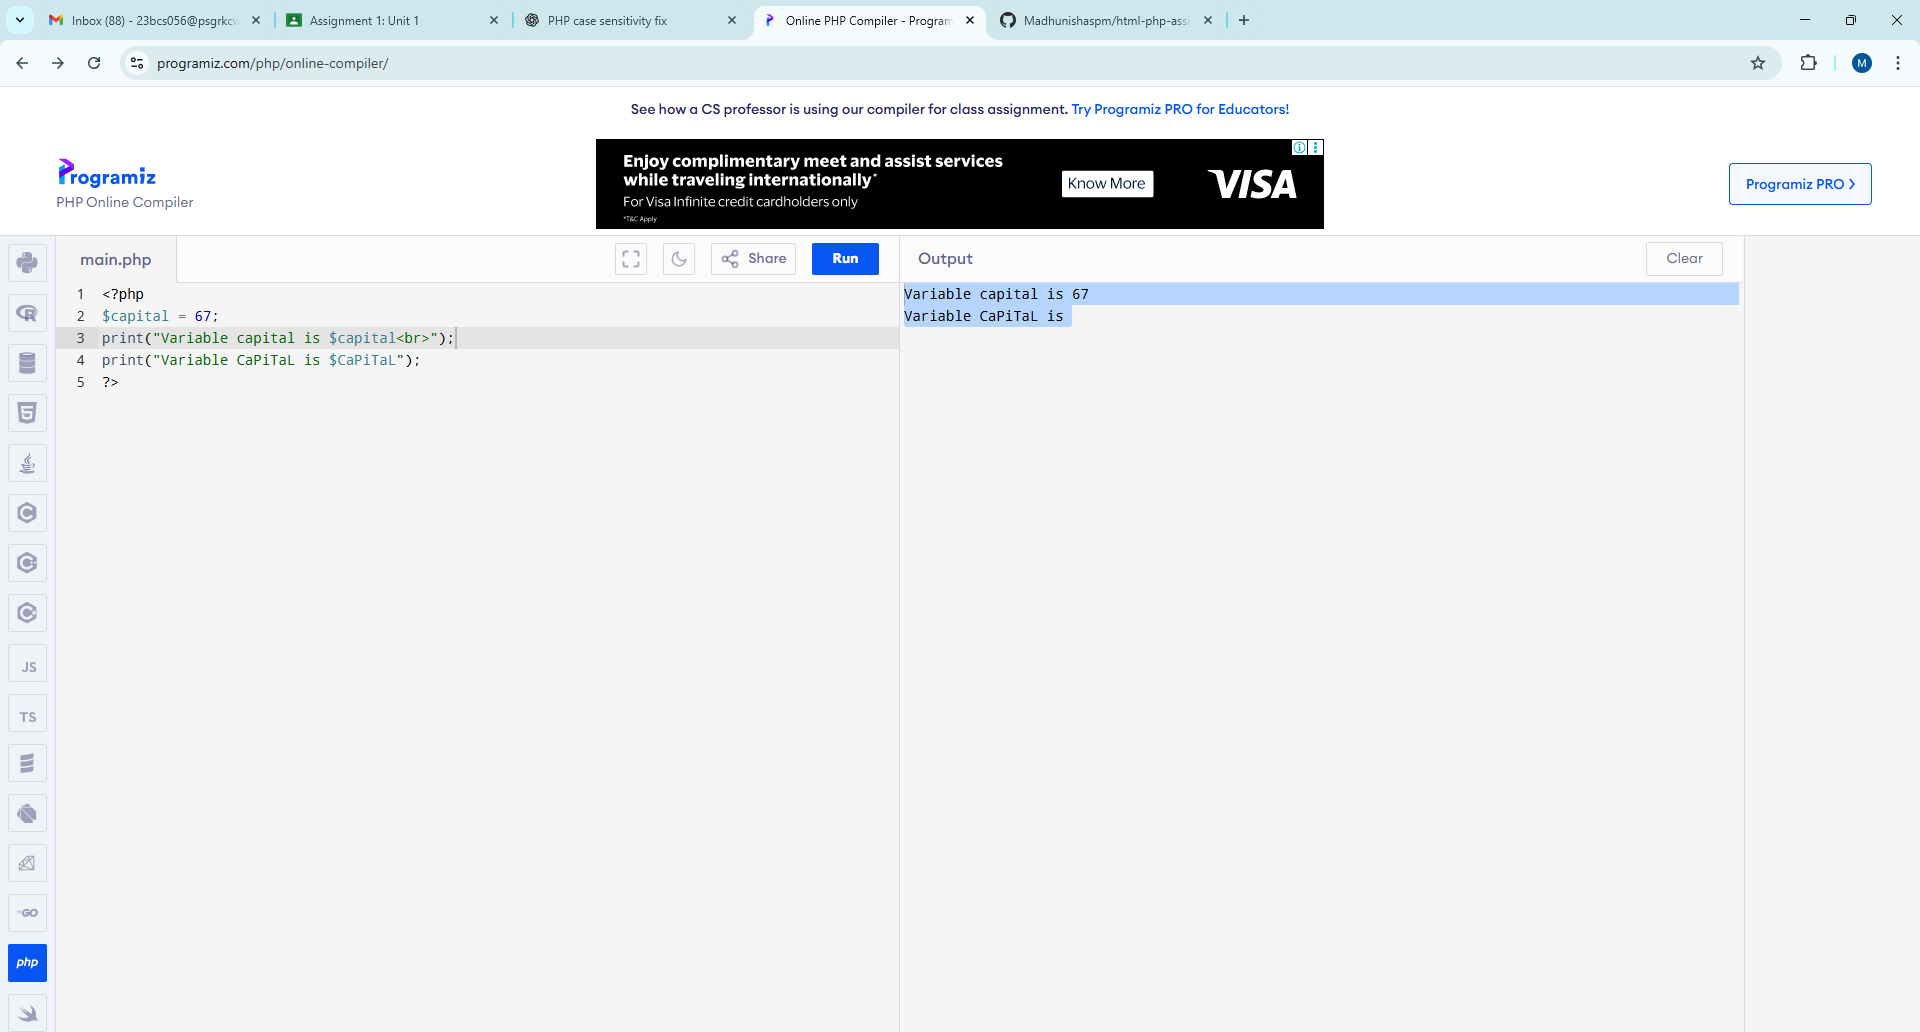 Inbox (88) - 23bcs056@psgrkcw
Assignment 1: Unit 1
PHP case sensitivity fix
Online PHP Compiler - Program
Madhunishaspm/html-php-assi
programiz.com/php/online-compiler/
M
See how a CS professor is using our compiler for class assignment. Try Programiz PRO for Educators!
Programiz
PHP Online Compiler
Enjoy complimentary meet and assist services
while traveling internationally*
For Visa Infinite credit cardholders only
*T&C Apply
Know More
VISA
Programiz PRO
main.php
Share
Run
Output
Clear
1 <?php
2 $capital = 67;
3 print("Variable capital is $capital<br>");
4 print("Variable CaPiTaL is $CaPiTaL");
5 ?>
Variable capital is 67
Variable CaPiTaL is
R
JS
TS
GO
php